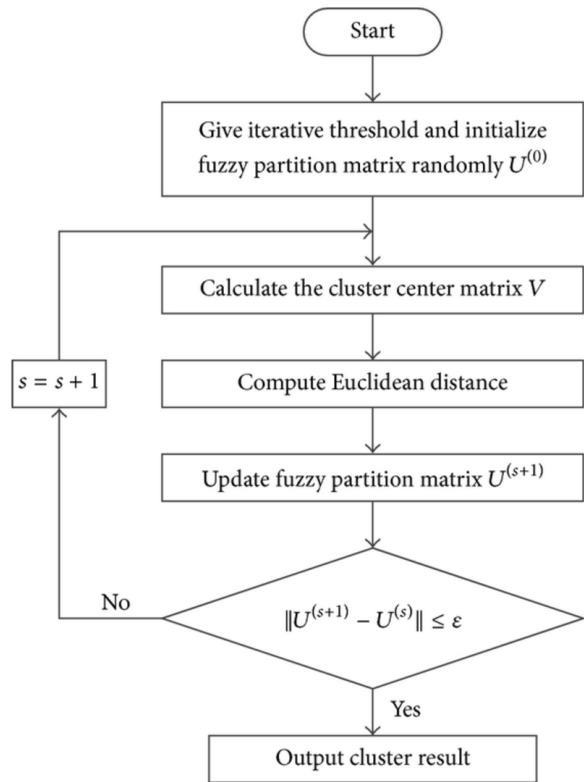 Start
Give iterative threshold and initialize
fuzzy partition matrix randomly U^(0)
Calculate the cluster center matrix V
s = s + 1
Compute Euclidean distance
Update fuzzy partition matrix U^(s+1)
No
‖U^(s+1) − U^(s)‖ ≤ ε
Yes
Output cluster result